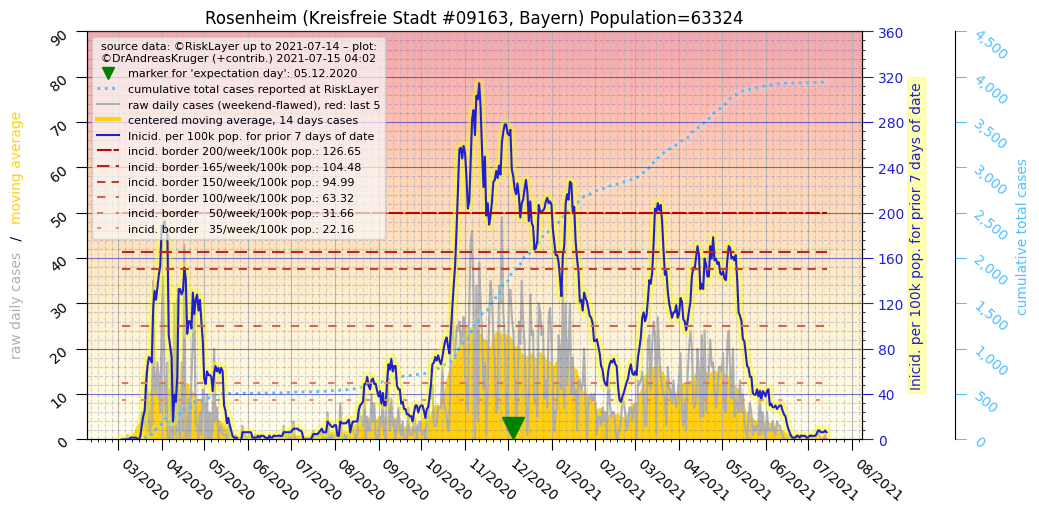 Rosenheim (Kreisfreie Stadt #09163, Bayern) Population=63324
source data: ©RiskLayer up to 2021-07-14 – plot:
©DrAndreasKruger (+contrib.) 2021-07-15 04:02
marker for 'expectation day': 05.12.2020
cumulative total cases reported at RiskLayer
raw daily cases (weekend-flawed), red: last 5
centered moving average, 14 days cases
Inicid. per 100k pop. for prior 7 days of date
incid. border 200/week/100k pop.: 126.65
incid. border 165/week/100k pop.: 104.48
incid. border 150/week/100k pop.: 94.99
incid. border 100/week/100k pop.: 63.32
incid. border   50/week/100k pop.: 31.66
incid. border   35/week/100k pop.: 22.16
raw daily cases / moving average
90
80
70
60
50
40
30
20
10
0
360
320
280
240
200
160
120
80
40
0
Inicid. per 100k pop. for prior 7 days of date
4,500
4,000
3,500
3,000
2,500
2,000
1,500
1,000
500
0
cumulative total cases
03/2020
04/2020
05/2020
06/2020
07/2020
08/2020
09/2020
10/2020
11/2020
12/2020
01/2021
02/2021
03/2021
04/2021
05/2021
06/2021
07/2021
08/2021